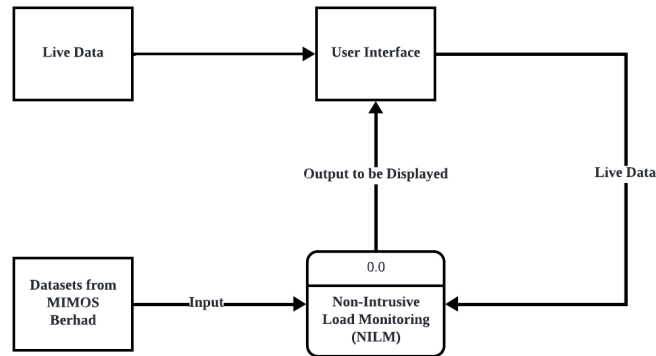 Live Data
User Interface
Output to be Displayed
Live Data
Datasets from
MIMOS
Berhad
Input
0.0
Non-Intrusive
Load Monitoring
(NILM)